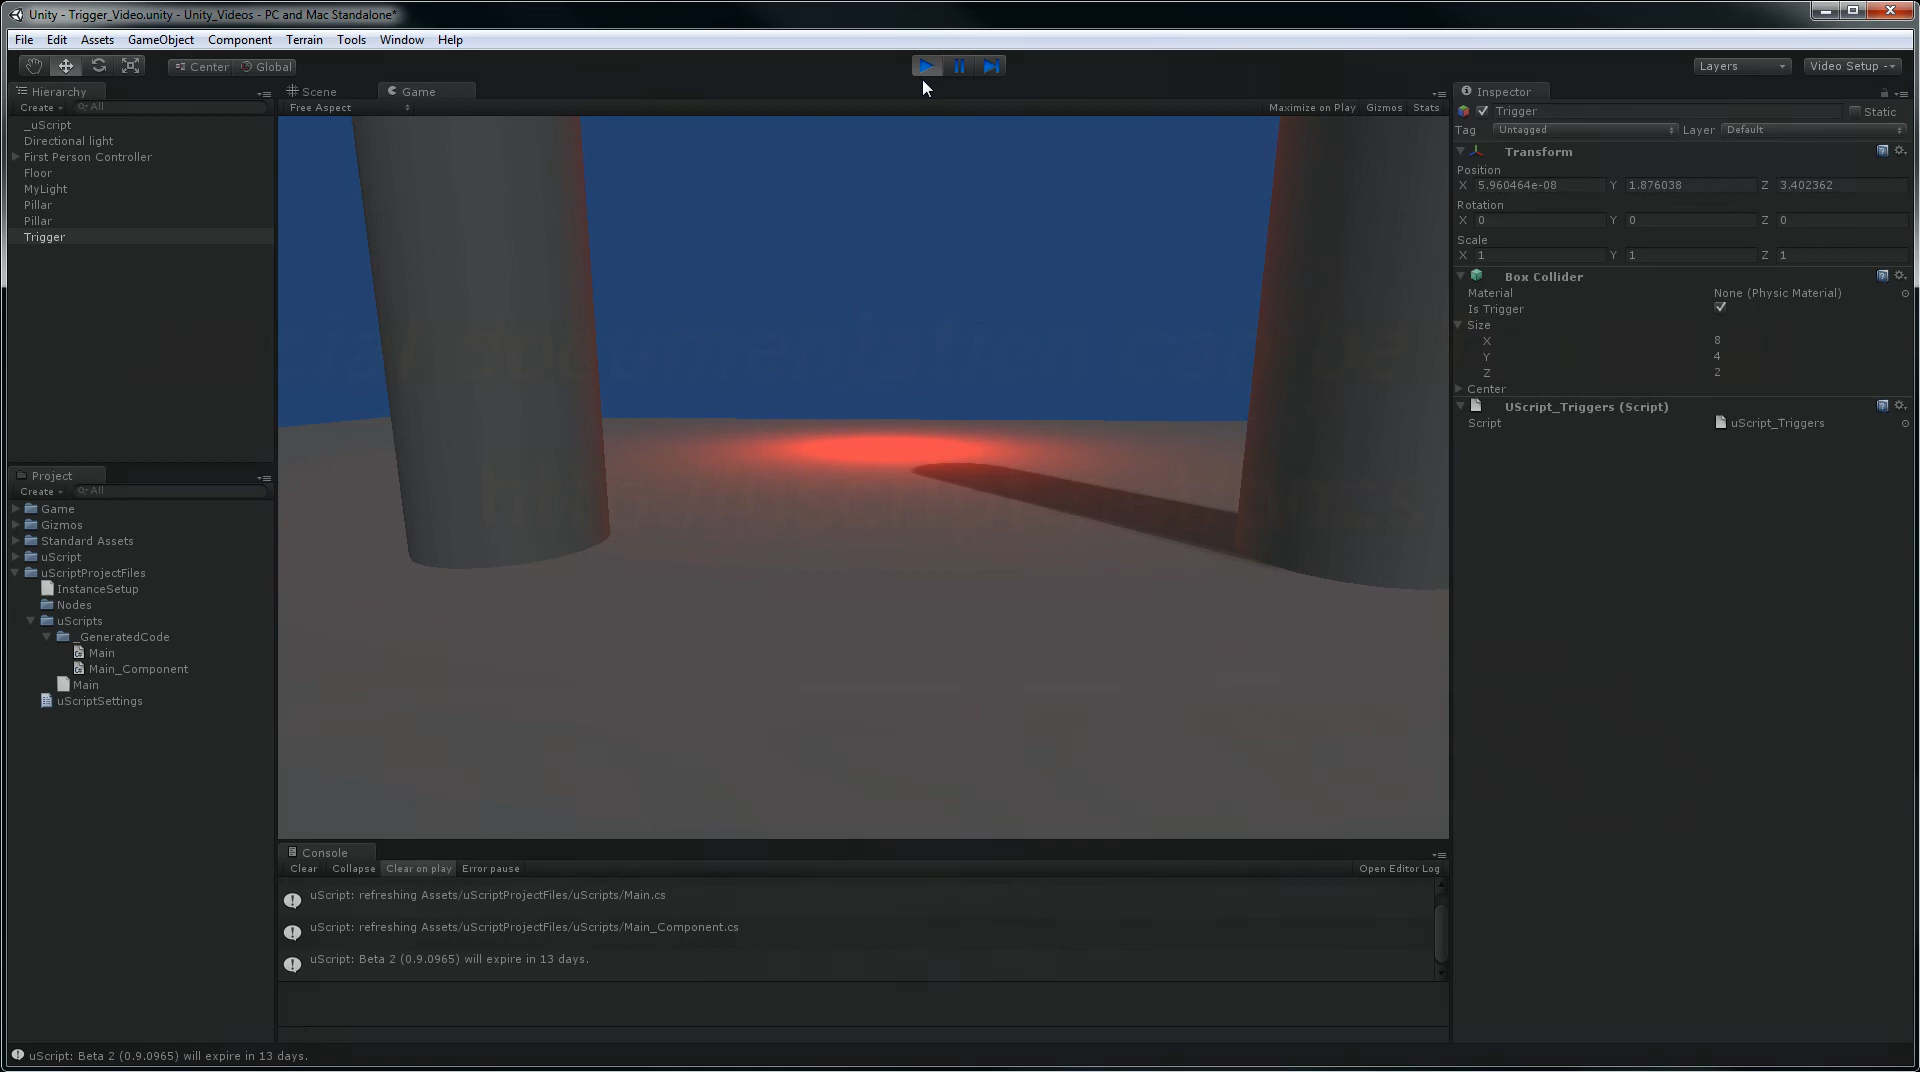 Unity - Trigger_Video.unity - Unity_Videos - PC and Mac Standalone*
File Edit Assets GameObject Component Terrain Tools Window Help
Center Global Layers Video Setup
Hierarchy
Create All
_uScript
Directional light
First Person Controller
Floor
MyLight
Pillar
Pillar
Trigger
Project
Create All
Game
Gizmos
Standard Assets
uScript
uScriptProjectFiles
InstanceSetup
Nodes
uScripts
_GeneratedCode
Main
Main_Component
Main
uScriptSettings
Scene Game
Free Aspect Maximize on Play Gizmos Stats
documentation can
Console
Clear Collapse Clear on play Error pause Open Editor Log
uScript: refreshing Assets/uScriptProjectFiles/uScripts/Main.cs
uScript: refreshing Assets/uScriptProjectFiles/uScripts/Main_Component.cs
uScript: Beta 2 (0.9.0965) will expire in 13 days.
Inspector
Trigger Static
Tag Untagged Layer Default
Transform
Position
X 5.960464e-08 Y 1.876038 Z 3.402362
Rotation
X 0 Y 0 Z 0
Scale
X 1 Y 1 Z 1
Box Collider
Material None (Physic Material)
Is Trigger
Size
X 8
Y 4
Z 2
Center
UScript_Triggers (Script)
Script uScript_Triggers
uScript: Beta 2 (0.9.0965) will expire in 13 days.